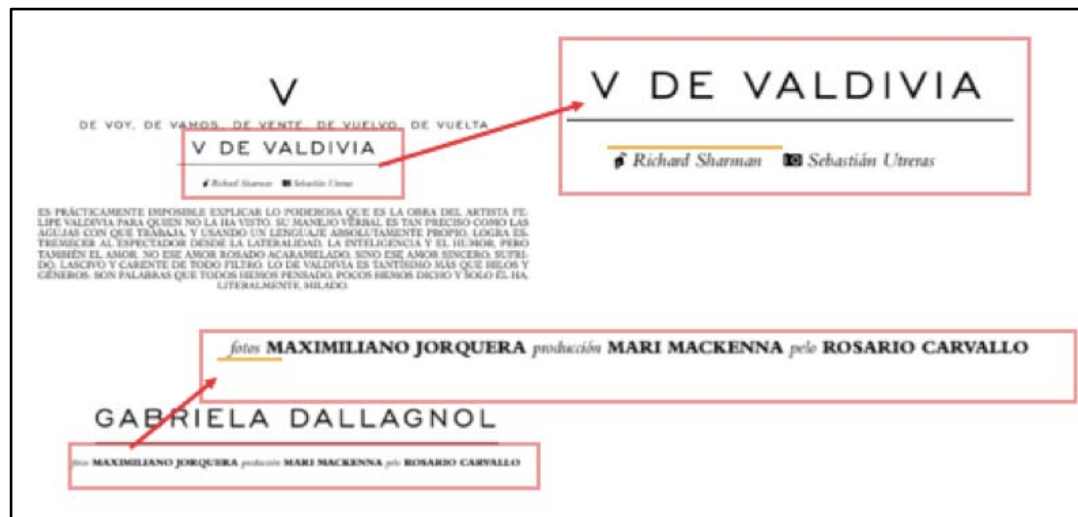 V
DE VOY, DE VAMOS, DE VENTE, DE VUELVO, DE VUELTA
V DE VALDIVIA
Richard Sharman Sebastián Utreras
ES PRÁCTICAMENTE IMPOSIBLE EXPLICAR LO PODEROSA QUE ES LA OBRA DEL ARTISTA FE-
LIPE VALDIVIA PARA QUIEN NO LA HA VISTO. SU MANEJO VERBAL ES TAN PRECISO COMO LAS
AGUJAS CON QUE TRABAJA, Y USANDO UN LENGUAJE ABSOLUTAMENTE PROPIO, LOGRA ES-
TREMECER AL ESPECTADOR DESDE LA LATERALIDAD, LA INTELIGENCIA Y EL HUMOR, PERO
TAMBIÉN EL AMOR. NO ESE AMOR ROSADO ACARAMELADO, SINO ESE AMOR SINCERO, SUFRI-
DO, LASCIVO Y CARENTE DE TODO FILTRO. LO DE VALDIVIA ES TANTÍSIMO MÁS QUE HILOS Y
GÉNEROS: SON PALABRAS QUE TODOS HEMOS PENSADO, POCOS HEMOS DICHO Y SOLO ÉL HA,
LITERALMENTE, HILADO.
V DE VALDIVIA
Richard Sharman Sebastián Utreras
fotos MAXIMILIANO JORQUERA producción MARI MACKENNA pelo ROSARIO CARVALLO
GABRIELA DALLAGNOL
fotos MAXIMILIANO JORQUERA producción MARI MACKENNA pelo ROSARIO CARVALLO